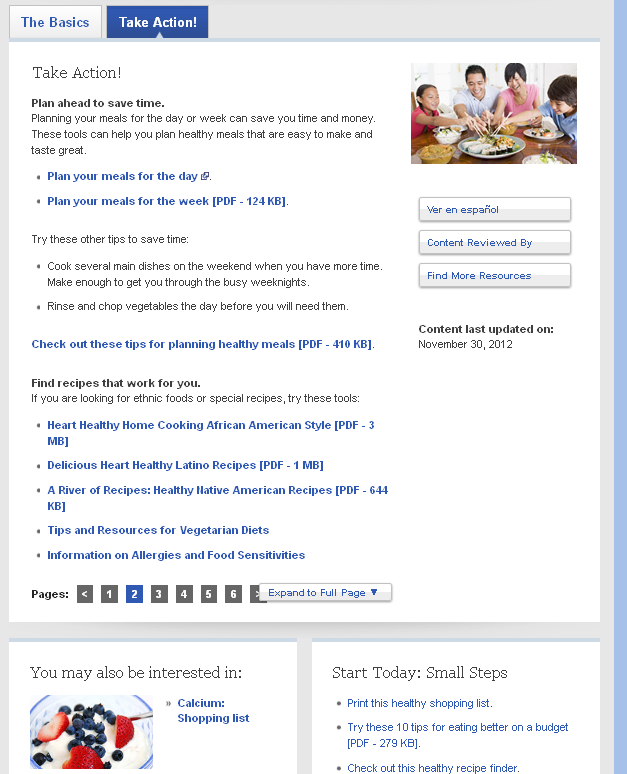 The Basics
Take Action!
Take Action!
Plan ahead to save time.
Planning your meals for the day or week can save you time and money.
These tools can help you plan healthy meals that are easy to make and
taste great.
Plan your meals for the day.
Plan your meals for the week [PDF - 124 KB].
Try these other tips to save time:
Cook several main dishes on the weekend when you have more time.
Make enough to get you through the busy weeknights.
Rinse and chop vegetables the day before you will need them.
Check out these tips for planning healthy meals [PDF - 410 KB].
Find recipes that work for you.
If you are looking for ethnic foods or special recipes, try these tools:
Heart Healthy Home Cooking African American Style [PDF - 3
MB]
Delicious Heart Healthy Latino Recipes [PDF - 1 MB]
A River of Recipes: Healthy Native American Recipes [PDF - 644
KB]
Tips and Resources for Vegetarian Diets
Information on Allergies and Food Sensitivities
Pages: < 1 2 3 4 5 6 > Expand to Full Page ▼
Ver en español
Content Reviewed By
Find More Resources
Content last updated on:
November 30, 2012
You may also be interested in:
» Calcium:
Shopping list
Start Today: Small Steps
Print this healthy shopping list.
Try these 10 tips for eating better on a budget
[PDF - 279 KB].
Check out this healthy recipe finder.